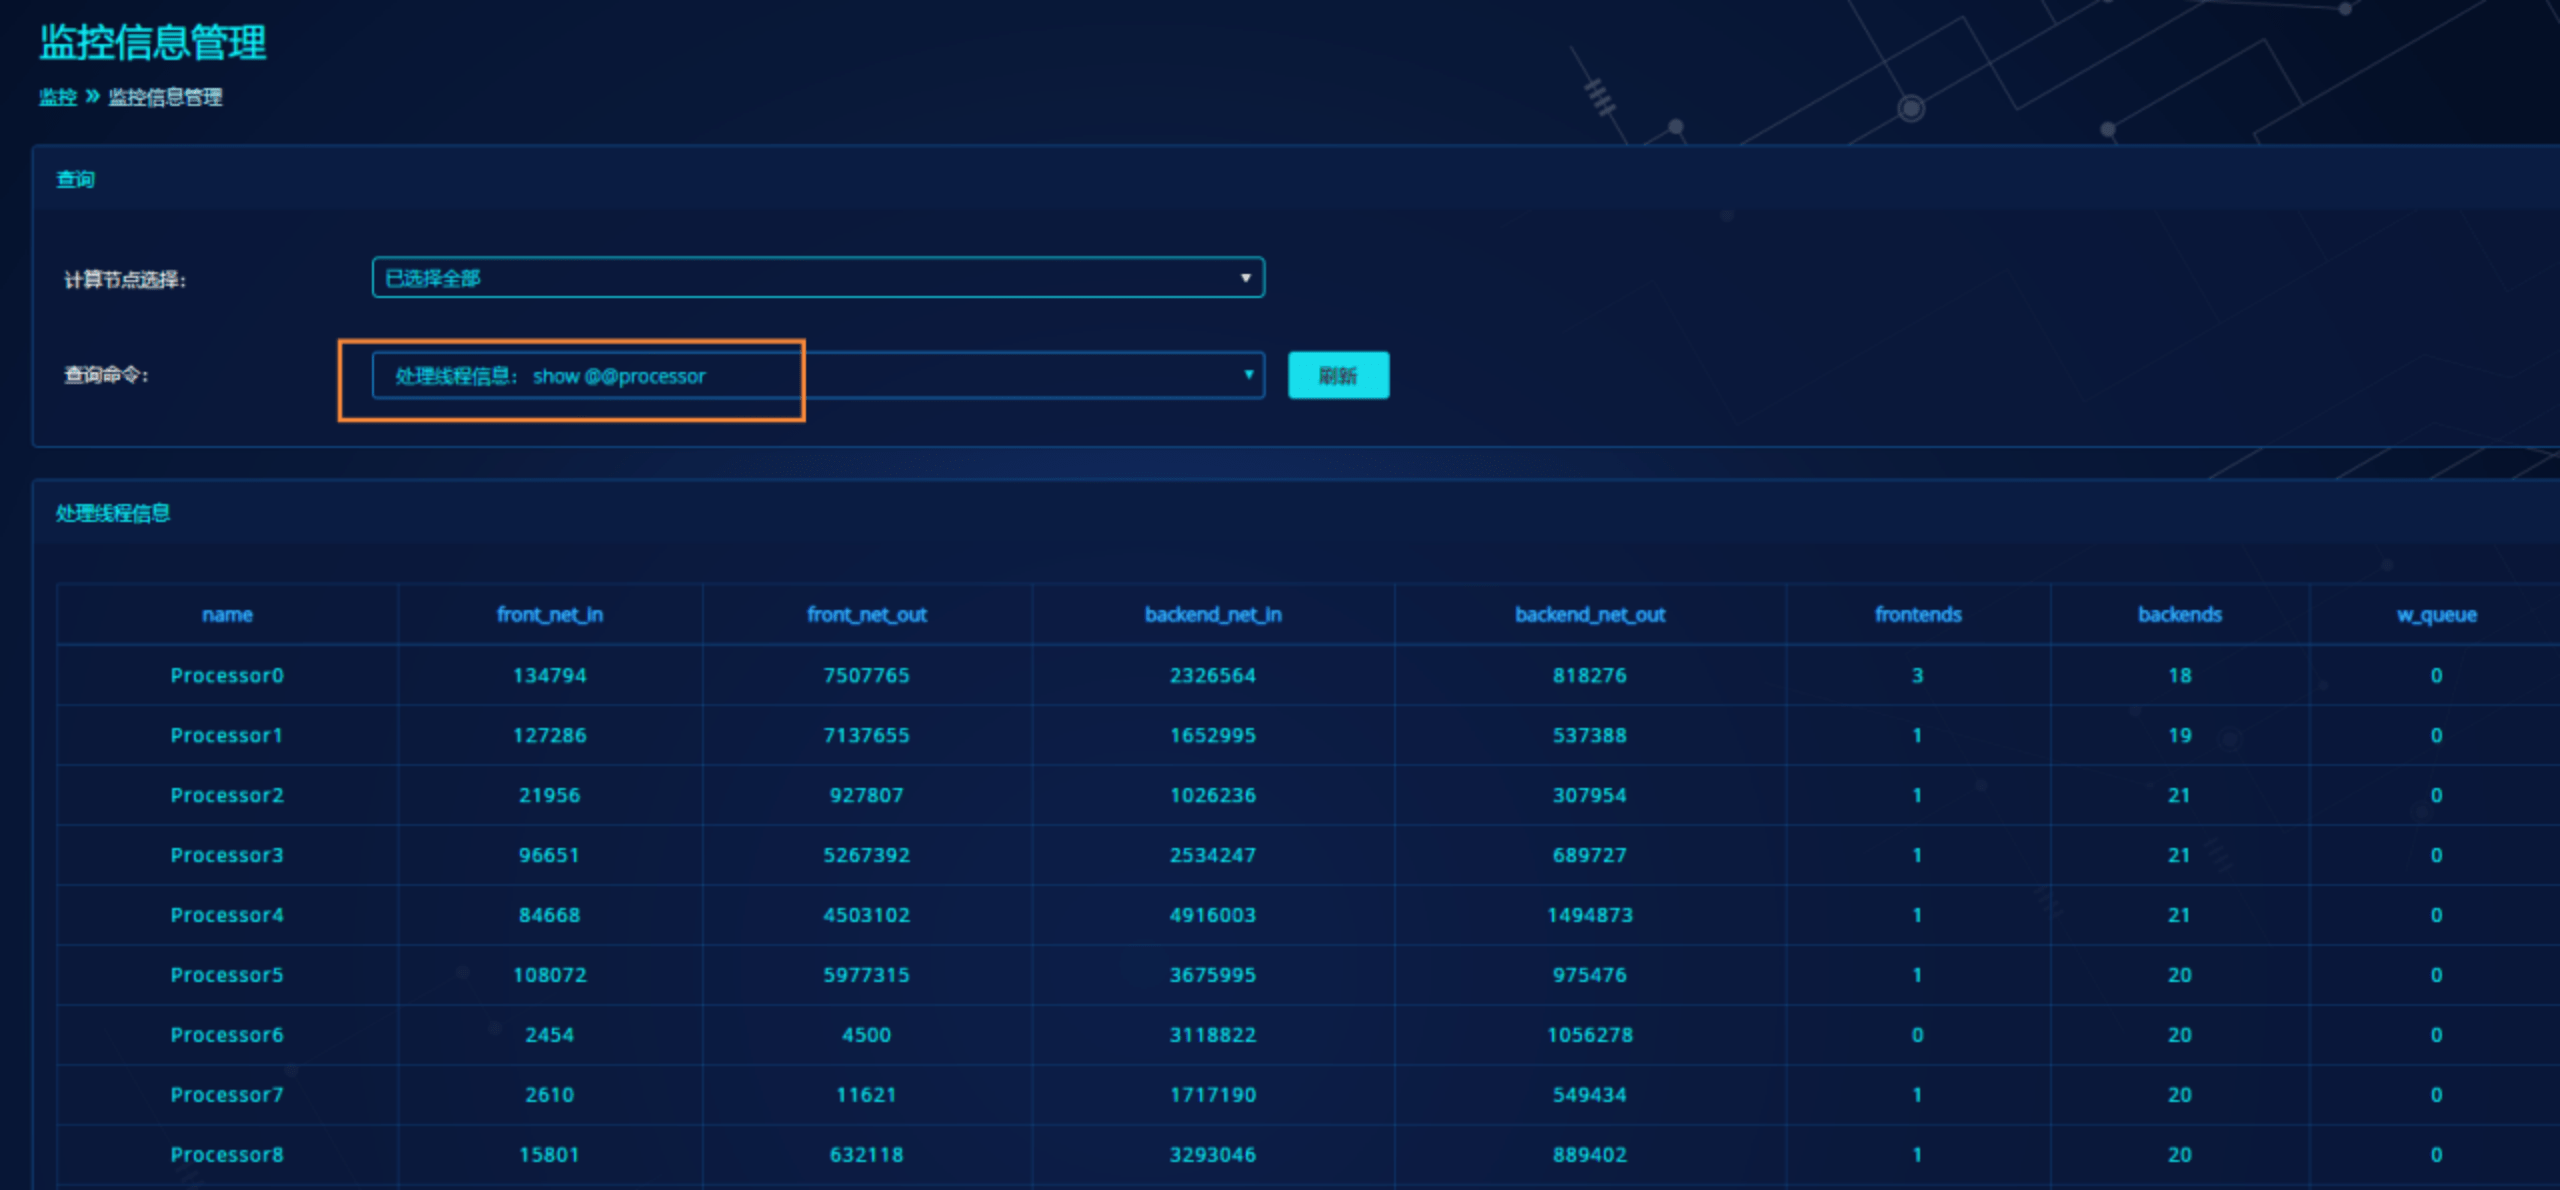 监控信息管理
监控 » 监控信息管理
查询
计算节点选择: 已选择全部
查询命令: 处理线程信息: show @@processor 刷新
处理线程信息
name front_net_in front_net_out backend_net_in backend_net_out frontends backends w_queue
Processor0 134794 7507765 2326564 818276 3 18 0
Processor1 127286 7137655 1652995 537388 1 19 0
Processor2 21956 927807 1026236 307954 1 21 0
Processor3 96651 5267392 2534247 689727 1 21 0
Processor4 84668 4503102 4916003 1494873 1 21 0
Processor5 108072 5977315 3675995 975476 1 20 0
Processor6 2454 4500 3118822 1056278 0 20 0
Processor7 2610 11621 1717190 549434 1 20 0
Processor8 15801 632118 3293046 889402 1 20 0